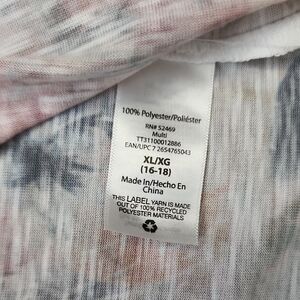 100% Polyester/Poliéster
RN# 52469
Multi
TT31100012886
EAN/UPC 7 2654765043
XL/XG
(16-18)
Made In/Hecho En
China
THIS LABEL YARN IS MADE
OUT OF 100% RECYCLED
POLYESTER MATERIALS